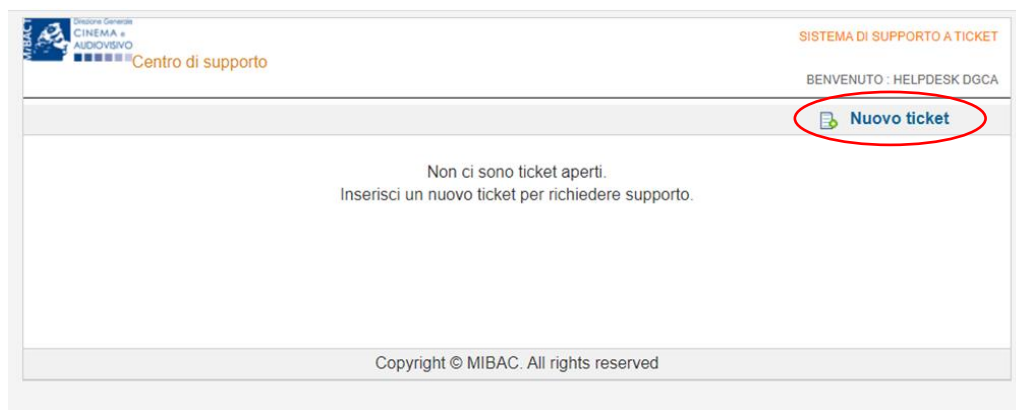 MiBACT
Direzione Generale
CINEMA e
AUDIOVISIVO
Centro di supporto
SISTEMA DI SUPPORTO A TICKET
BENVENUTO : HELPDESK DGCA
Nuovo ticket
Non ci sono ticket aperti.
Inserisci un nuovo ticket per richiedere supporto.
Copyright © MIBAC. All rights reserved